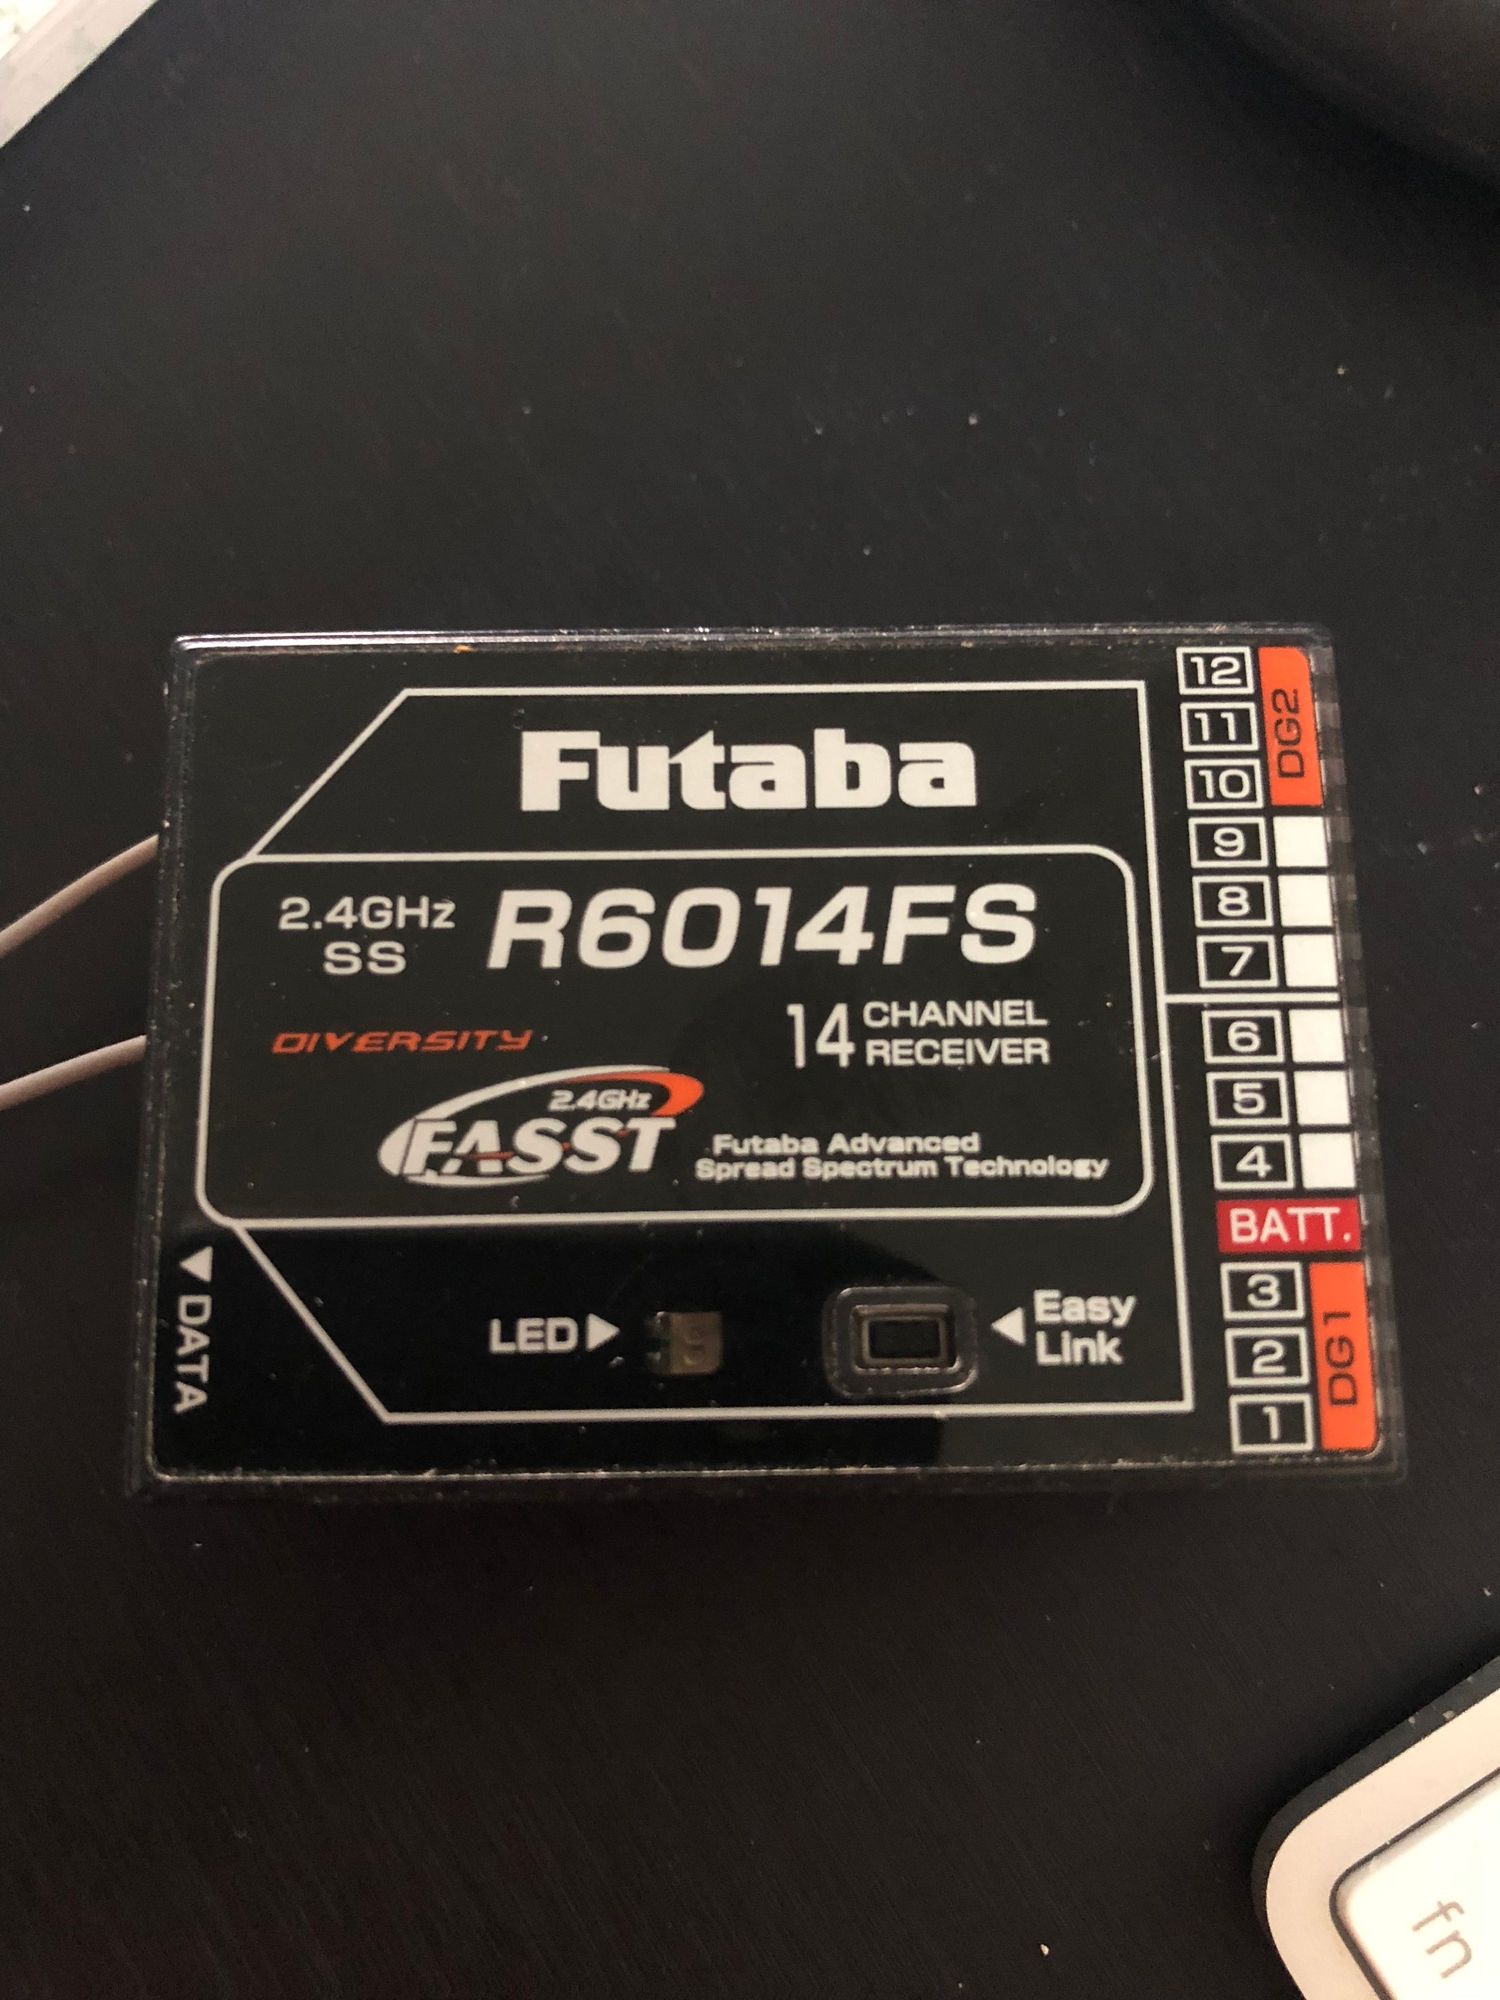 Futaba
2.4GHz
SS
R6014FS
DIVERSITY
14 CHANNEL
RECEIVER
2.4GHz
FASST
Futaba Advanced
Spread Spectrum Technology
LED▶
◀Easy
Link
▼DATA
12
11
10
DG2
9
8
7
6
5
4
BATT.
3
2
1
DG1
fn